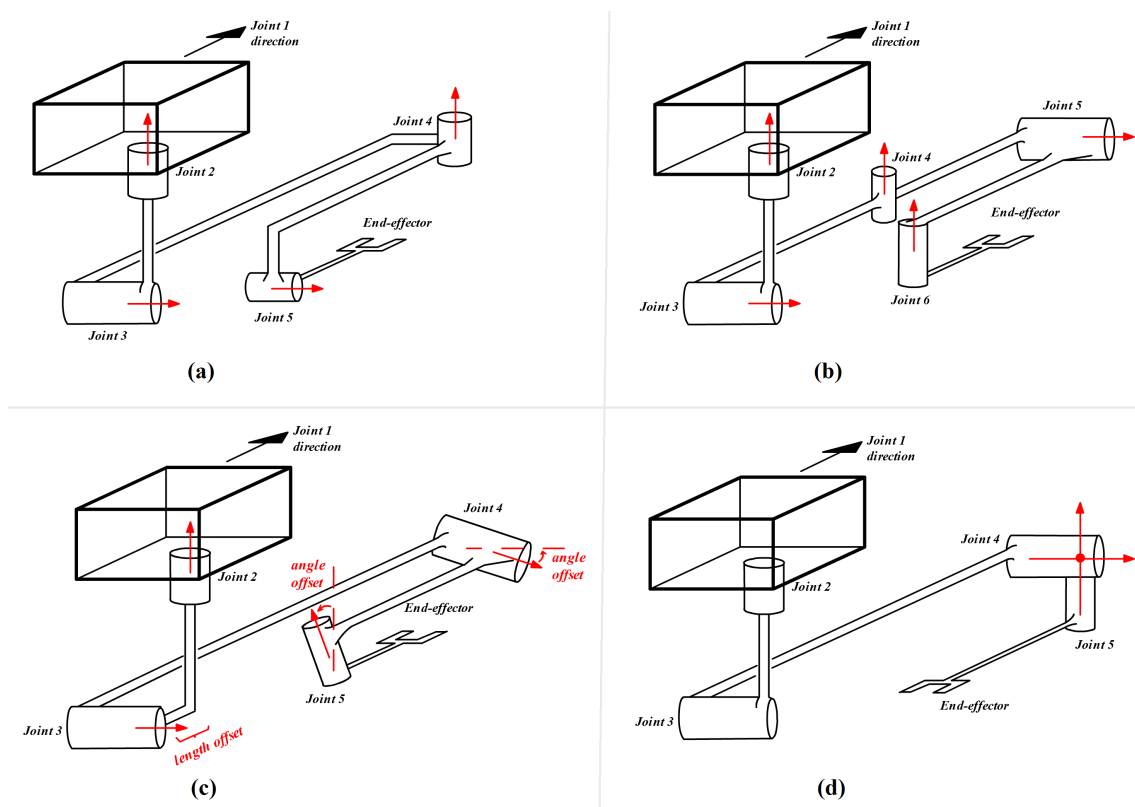 Joint 1
direction
Joint 2
Joint 4
End-effector
Joint 5
Joint 3
(a)
Joint 1
direction
Joint 5
Joint 2
Joint 4
End-effector
Joint 3
Joint 6
(b)
Joint 1
direction
Joint 4
angle
offset
angle
offset
Joint 2
End-effector
Joint 5
Joint 3
length offset
(c)
Joint 1
direction
Joint 4
Joint 2
Joint 5
End-effector
Joint 3
(d)